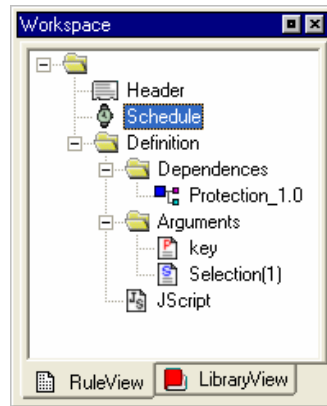 Workspace
Header
Schedule
Definition
Dependences
Protection_1.0
Arguments
key
Selection(1)
JScript
RuleView
LibraryView